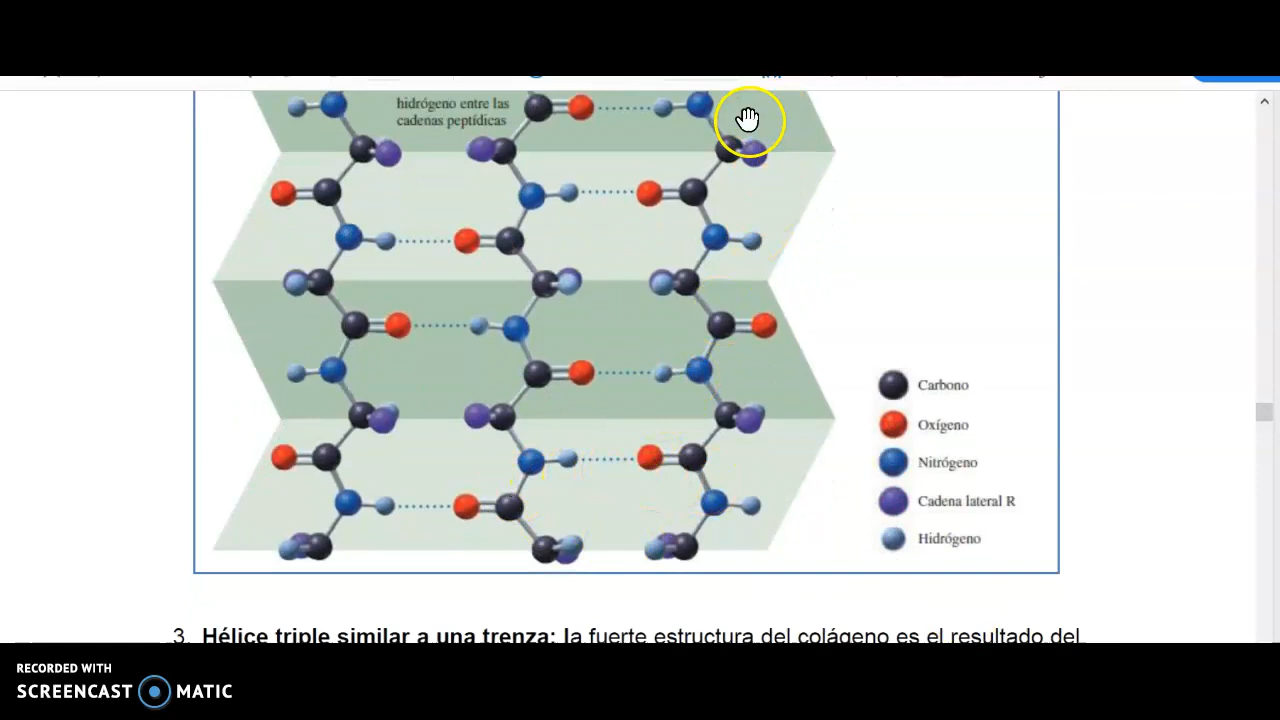 hidrógeno entre las
cadenas peptídicas
Carbono
Oxígeno
Nitrógeno
Cadena lateral R
Hidrógeno
3. Hélice triple similar a una trenza: la fuerte estructura del colágeno es el resultado del
RECORDED WITH
SCREENCAST MATIC